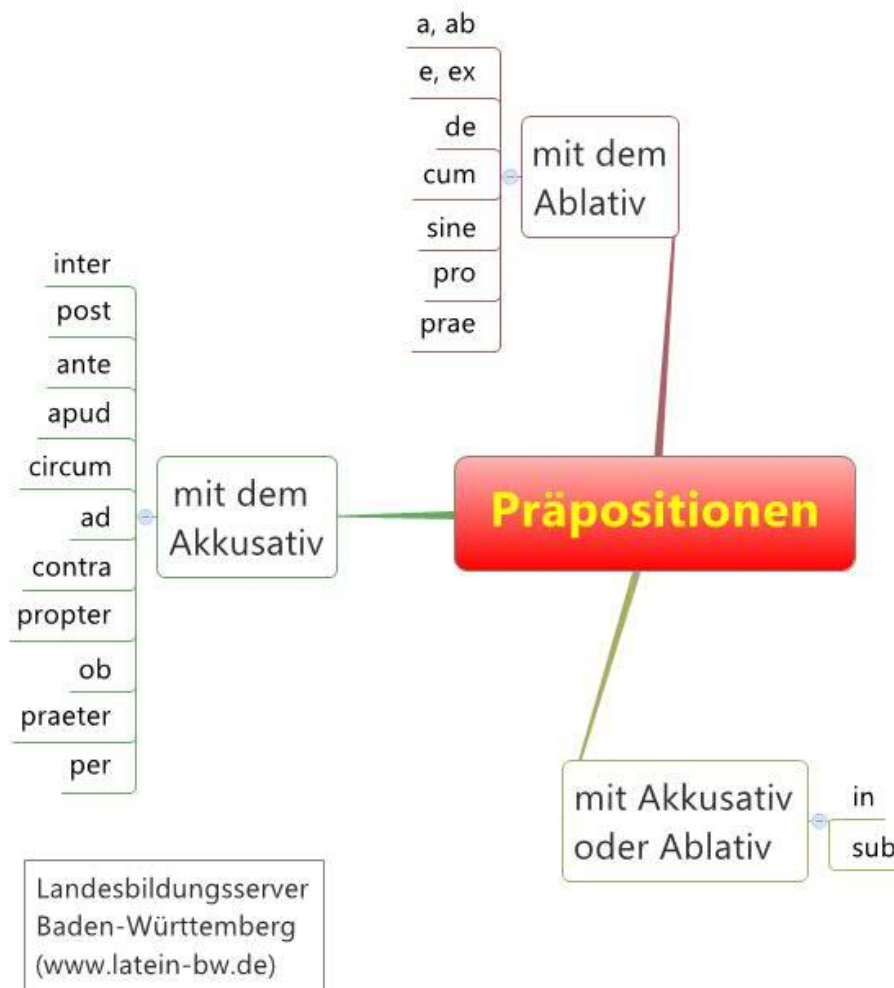 a, ab
e, ex
de
cum
sine
pro
prae
mit dem
Ablativ
inter
post
ante
apud
circum
ad
contra
propter
ob
praeter
per
mit dem
Akkusativ
Präpositionen
mit Akkusativ
oder Ablativ
in
sub
Landesbildungsserver
Baden-Württemberg
(www.latein-bw.de)